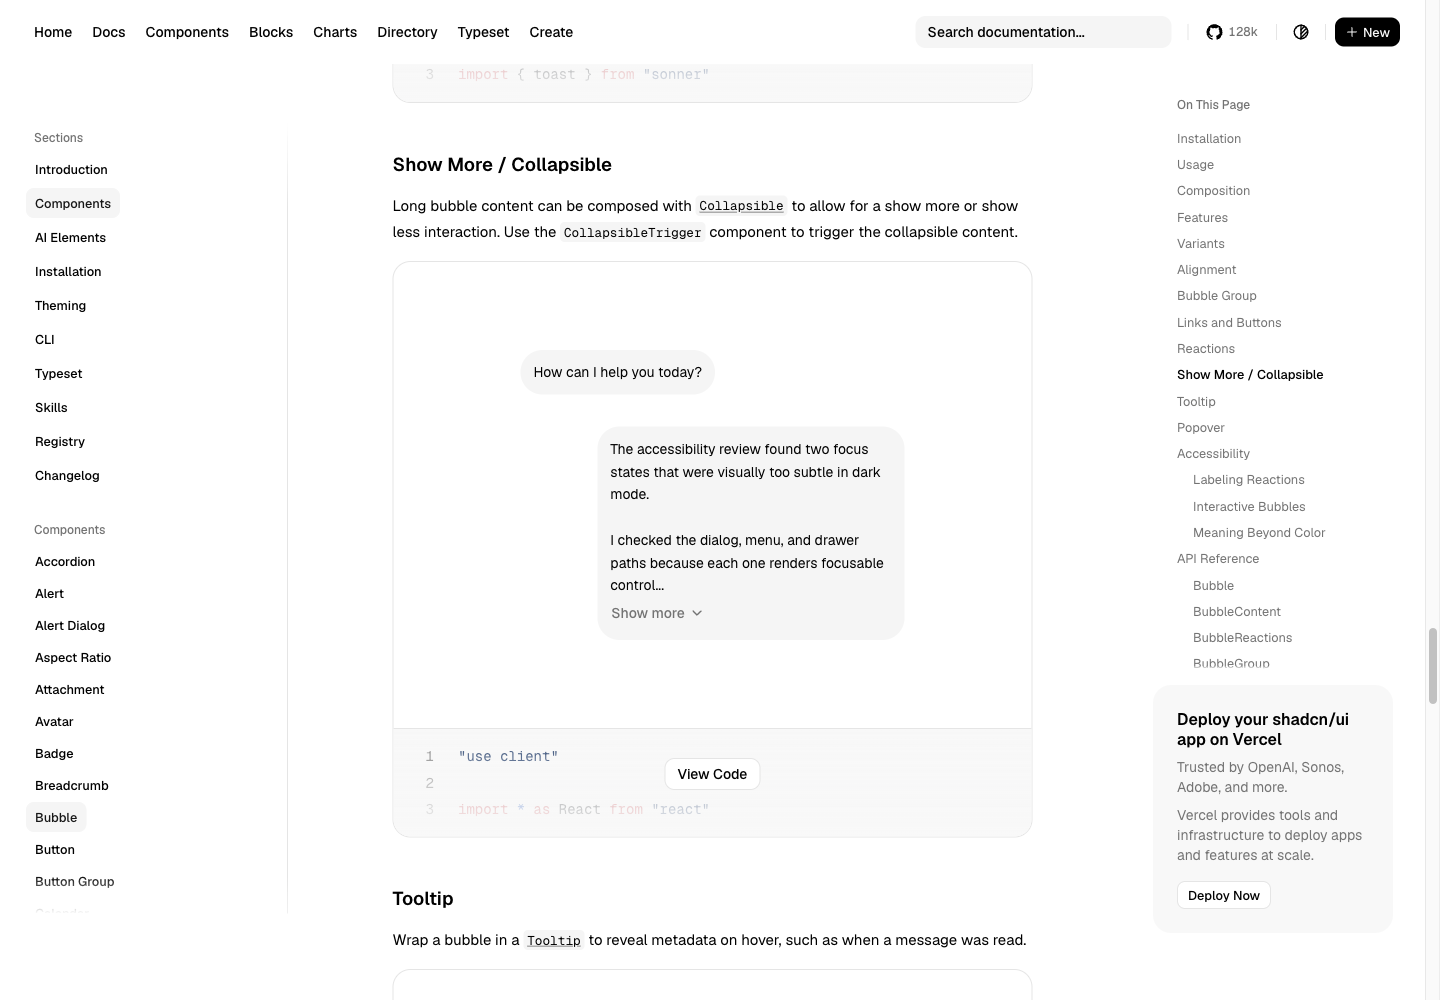 Home Docs Components Blocks Charts Directory Typeset Create
Search documentation...
128k
New
Sections
Introduction
Components
AI Elements
Installation
Theming
CLI
Typeset
Skills
Registry
Changelog
Components
Accordion
Alert
Alert Dialog
Aspect Ratio
Attachment
Avatar
Badge
Breadcrumb
Bubble
Button
Button Group
Calendar
3 import { toast } from "sonner"
Show More / Collapsible
Long bubble content can be composed with Collapsible to allow for a show more or show
less interaction. Use the CollapsibleTrigger component to trigger the collapsible content.
How can I help you today?
The accessibility review found two focus
states that were visually too subtle in dark
mode.
I checked the dialog, menu, and drawer
paths because each one renders focusable
control...
Show more
1 "use client"
2
View Code
3 import * as React from "react"
Tooltip
Wrap a bubble in a Tooltip to reveal metadata on hover, such as when a message was read.
On This Page
Installation
Usage
Composition
Features
Variants
Alignment
Bubble Group
Links and Buttons
Reactions
Show More / Collapsible
Tooltip
Popover
Accessibility
Labeling Reactions
Interactive Bubbles
Meaning Beyond Color
API Reference
Bubble
BubbleContent
BubbleReactions
BubbleGroup
Deploy your shadcn/ui
app on Vercel
Trusted by OpenAI, Sonos,
Adobe, and more.
Vercel provides tools and
infrastructure to deploy apps
and features at scale.
Deploy Now